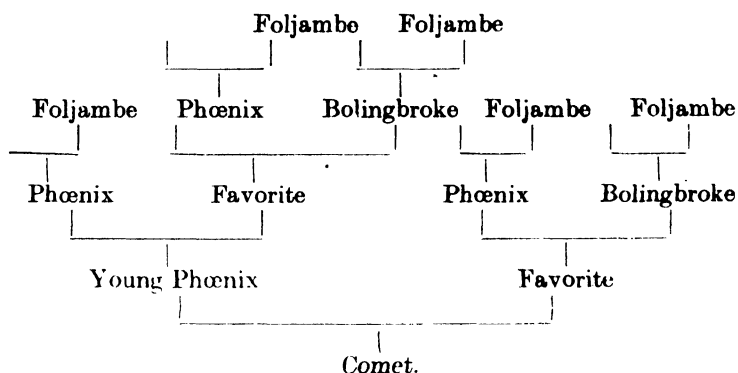 Foljambe Foljambe
Foljambe Phœnix Bolingbroke Foljambe Foljambe
Phœnix Favorite Phœnix Bolingbroke
Young Phœnix Favorite
Comet.